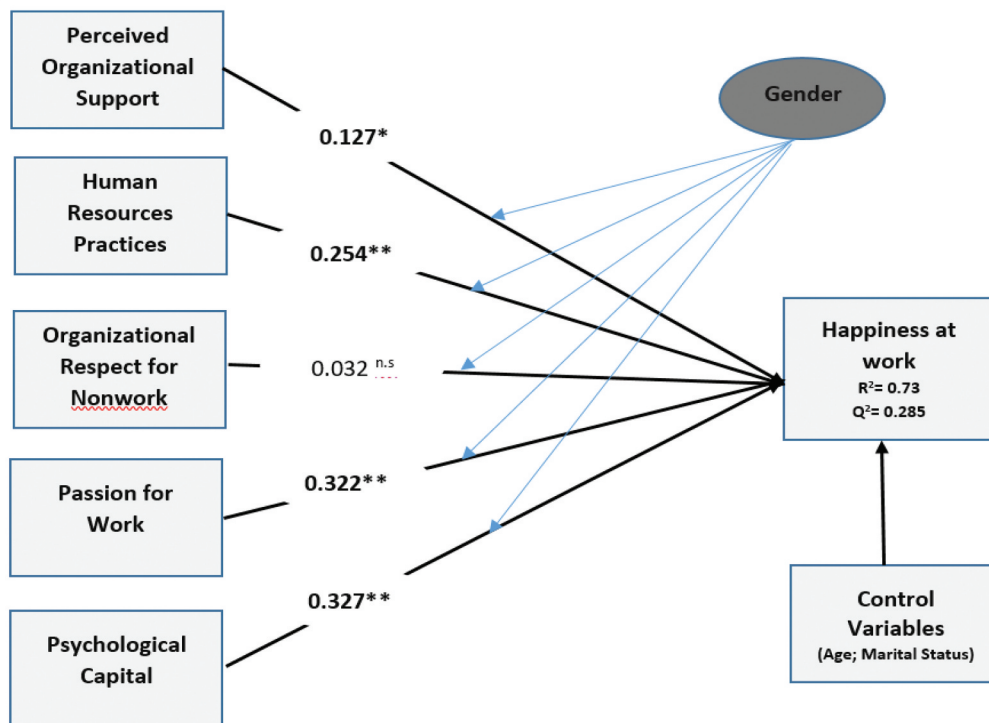 Perceived
Organizational
Support
Gender
0.127*
Human
Resources
Practices
0.254**
Organizational
Respect for
Nonwork
0.032 n.s
Happiness at
work
R²= 0.73
Q²= 0.285
Passion for
Work
0.322**
Psychological
Capital
0.327**
Control
Variables
(Age; Marital Status)